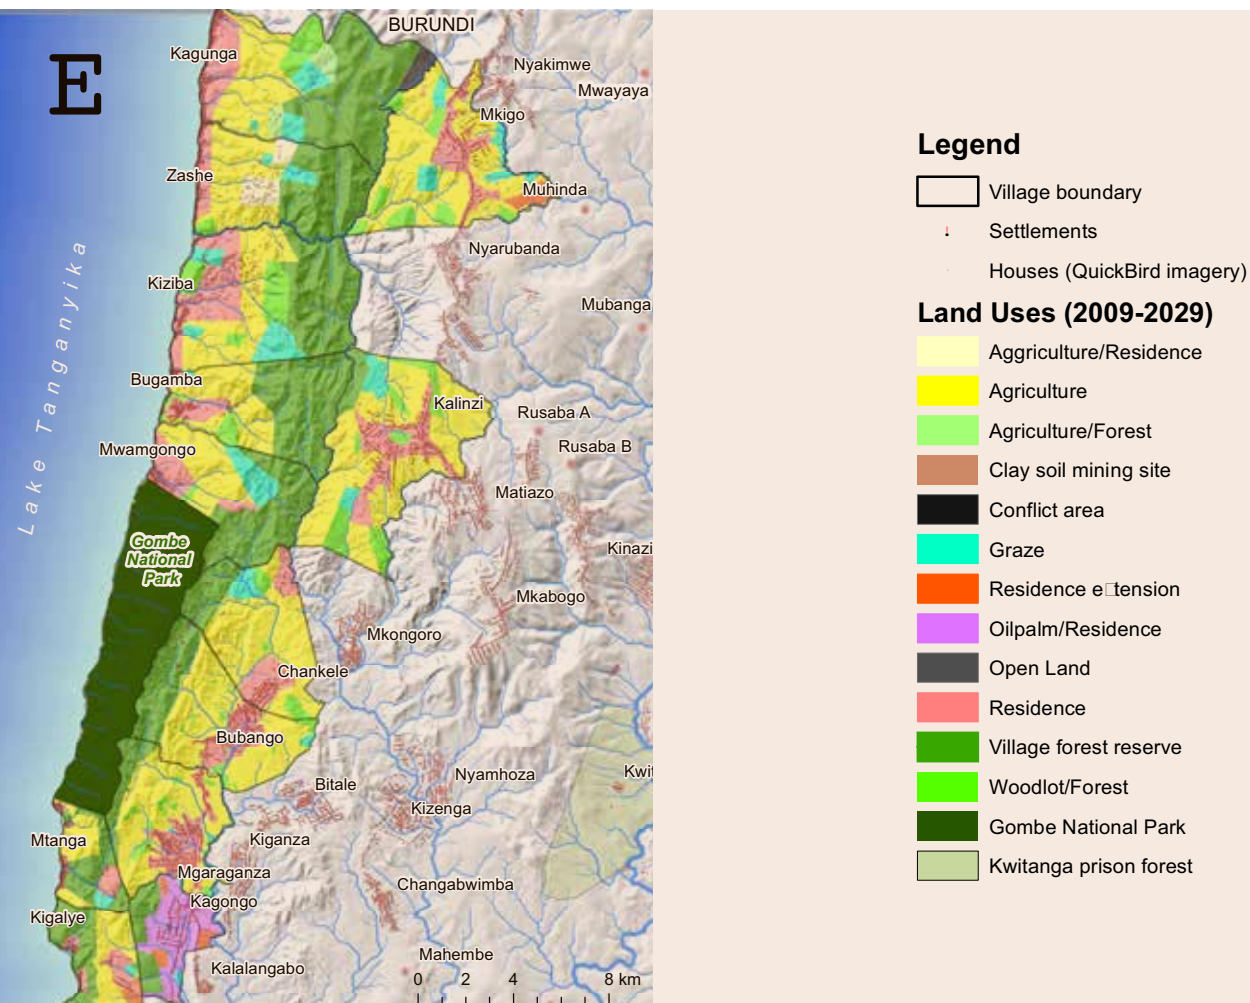 BURUNDI
Kagunga
E
Nyakimwe
Mwayaya
Mkigo
Zashe
Muhinda
Nyarubanda
Kiziba
Mubanga
Lake Tanganyika
Bugamba
Kalinzi
Rusaba A
Rusaba B
Mwamgongo
Matiazo
Gombe
National
Park
Kinazi
Mkabogo
Mkongoro
Chankele
Bubango
Bitale
Nyamhoza
Kwit
Kizenga
Mtanga
Kiganza
Mgaraganza
Changabwimba
Kagongo
Kigalye
Mahembe
Kalalangabo
0 2 4 8 km
Legend
Village boundary
Settlements
Houses (QuickBird imagery)
Land Uses (2009-2029)
Aggriculture/Residence
Agriculture
Agriculture/Forest
Clay soil mining site
Conflict area
Graze
Residence e□tension
Oilpalm/Residence
Open Land
Residence
Village forest reserve
Woodlot/Forest
Gombe National Park
Kwitanga prison forest